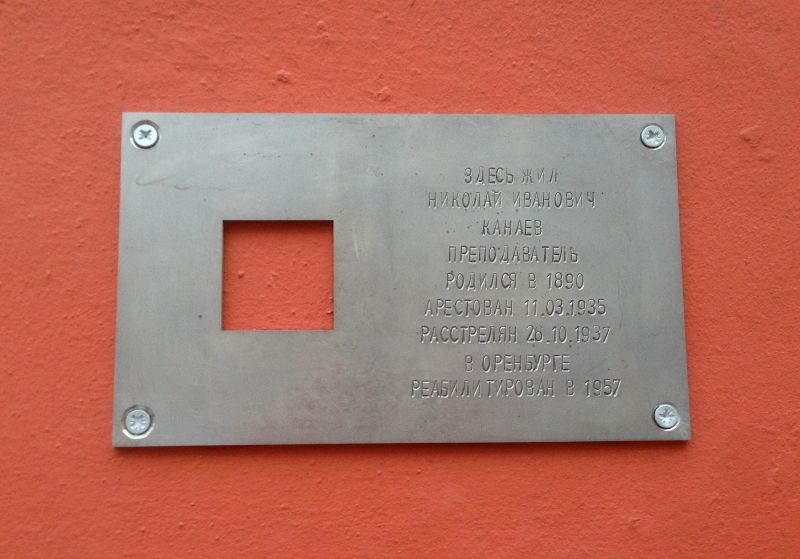 ЗДЕСЬ ЖИЛ
НИКОЛАЙ ИВАНОВИЧ
КАНАЕВ
ПРЕПОДАВАТЕЛЬ
РОДИЛСЯ В 1890
АРЕСТОВАН 11.03.1935
РАССТРЕЛЯН 26.10.1937
В ОРЕНБУРГЕ
РЕАБИЛИТИРОВАН В 1957